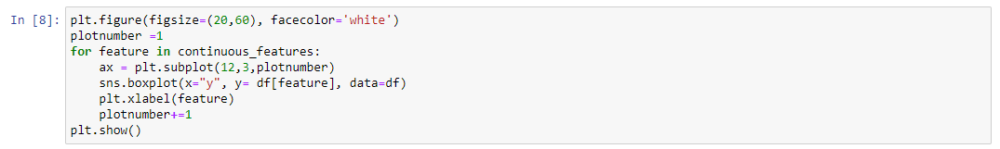 In [8]: plt.figure(figsize=(20,60), facecolor='white')
plotnumber =1
for feature in continuous_features:
    ax = plt.subplot(12,3,plotnumber)
    sns.boxplot(x="y", y= df[feature], data=df)
    plt.xlabel(feature)
    plotnumber+=1
plt.show()